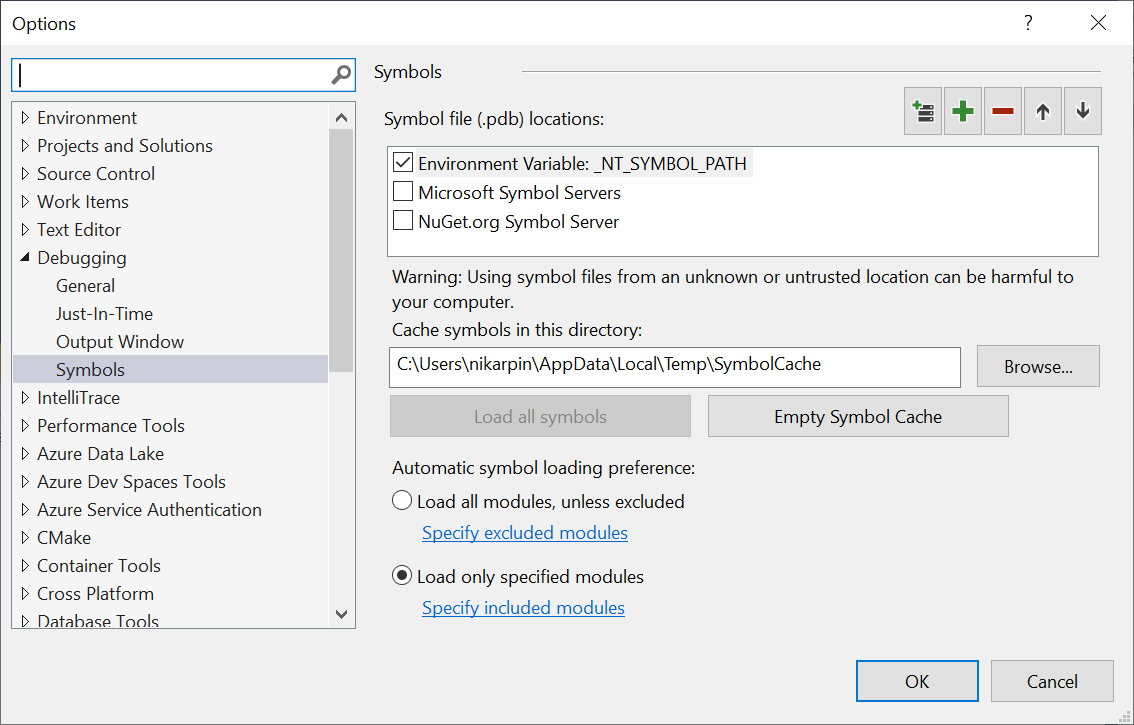 Options
?
Symbols
Environment
Projects and Solutions
Source Control
Work Items
Text Editor
Debugging
General
Just-In-Time
Output Window
Symbols
IntelliTrace
Performance Tools
Azure Data Lake
Azure Dev Spaces Tools
Azure Service Authentication
CMake
Container Tools
Cross Platform
Database Tools
Symbol file (.pdb) locations:
Environment Variable: _NT_SYMBOL_PATH
Microsoft Symbol Servers
NuGet.org Symbol Server
Warning: Using symbol files from an unknown or untrusted location can be harmful to
your computer.
Cache symbols in this directory:
C:\Users\nikarpin\AppData\Local\Temp\SymbolCache
Browse...
Load all symbols
Empty Symbol Cache
Automatic symbol loading preference:
Load all modules, unless excluded
Specify excluded modules
Load only specified modules
Specify included modules
OK
Cancel